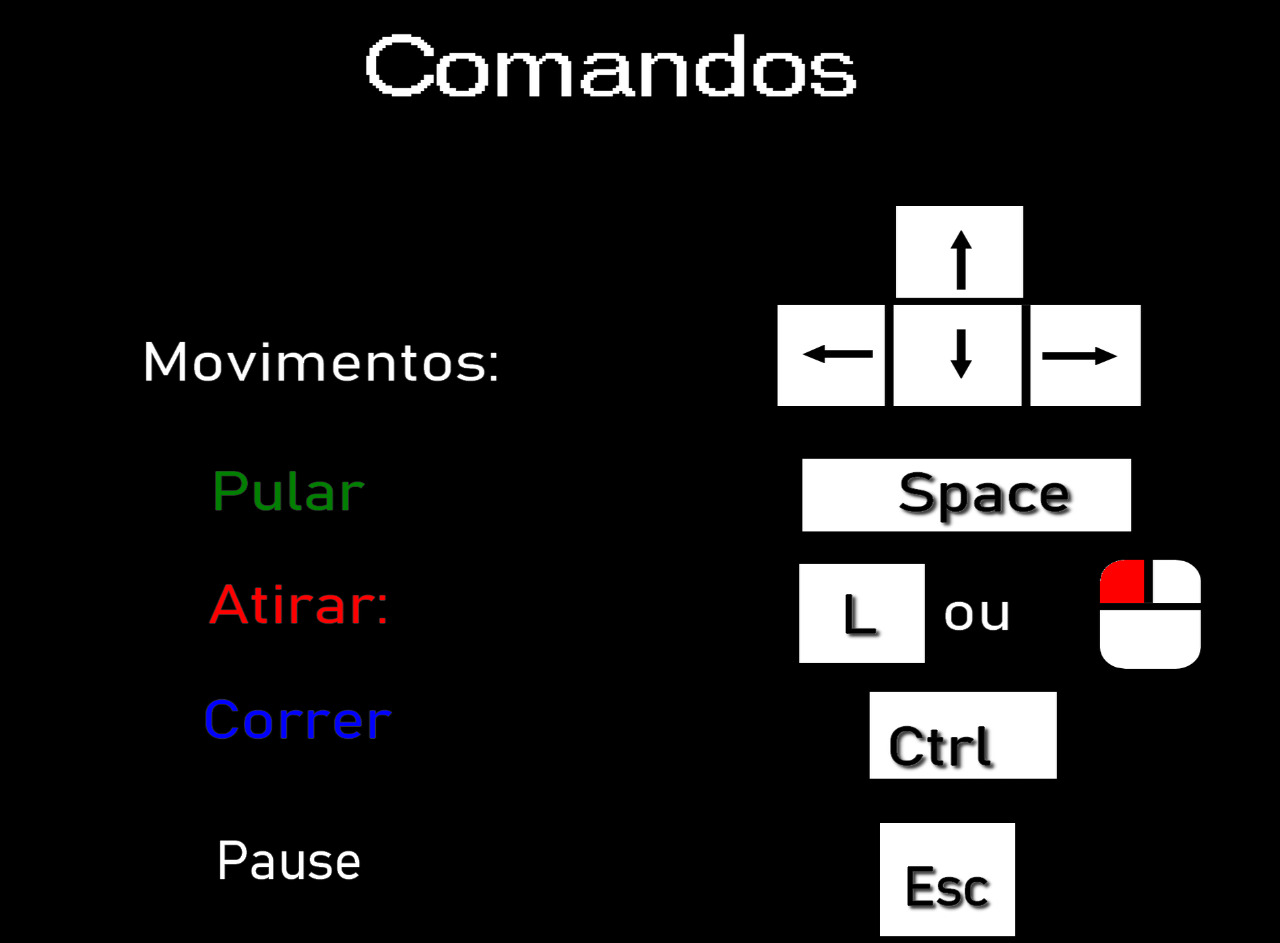 Comandos
Movimentos:
Pular Space
Atirar: L ou
Correr Ctrl
Pause Esc